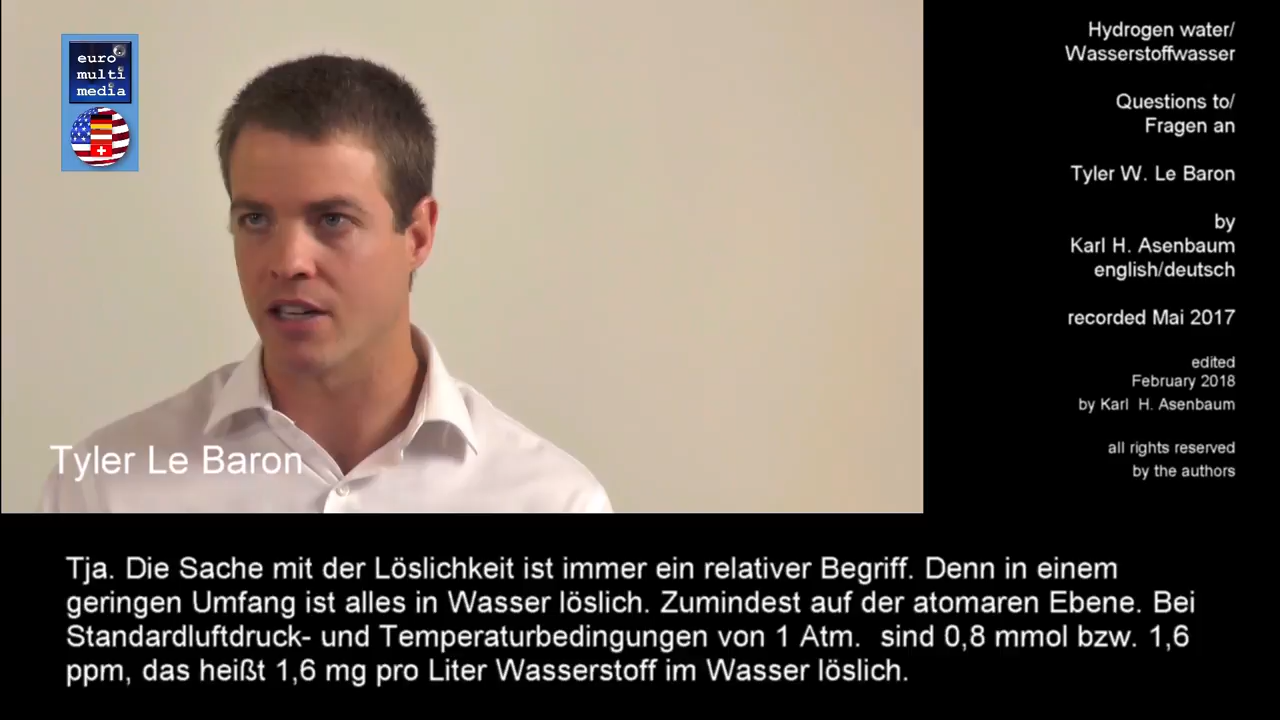 euro
multi
media
Hydrogen water/
Wasserstoffwasser
Questions to/
Fragen an
Tyler W. Le Baron
by
Karl H. Asenbaum
english/deutsch
recorded Mai 2017
edited
February 2018
by Karl H. Asenbaum
all rights reserved
by the authors
Tyler Le Baron
Tja. Die Sache mit der Löslichkeit ist immer ein relativer Begriff. Denn in einem
geringen Umfang ist alles in Wasser löslich. Zumindest auf der atomaren Ebene. Bei
Standardluftdruck- und Temperaturbedingungen von 1 Atm. sind 0,8 mmol bzw. 1,6
ppm, das heißt 1,6 mg pro Liter Wasserstoff im Wasser löslich.